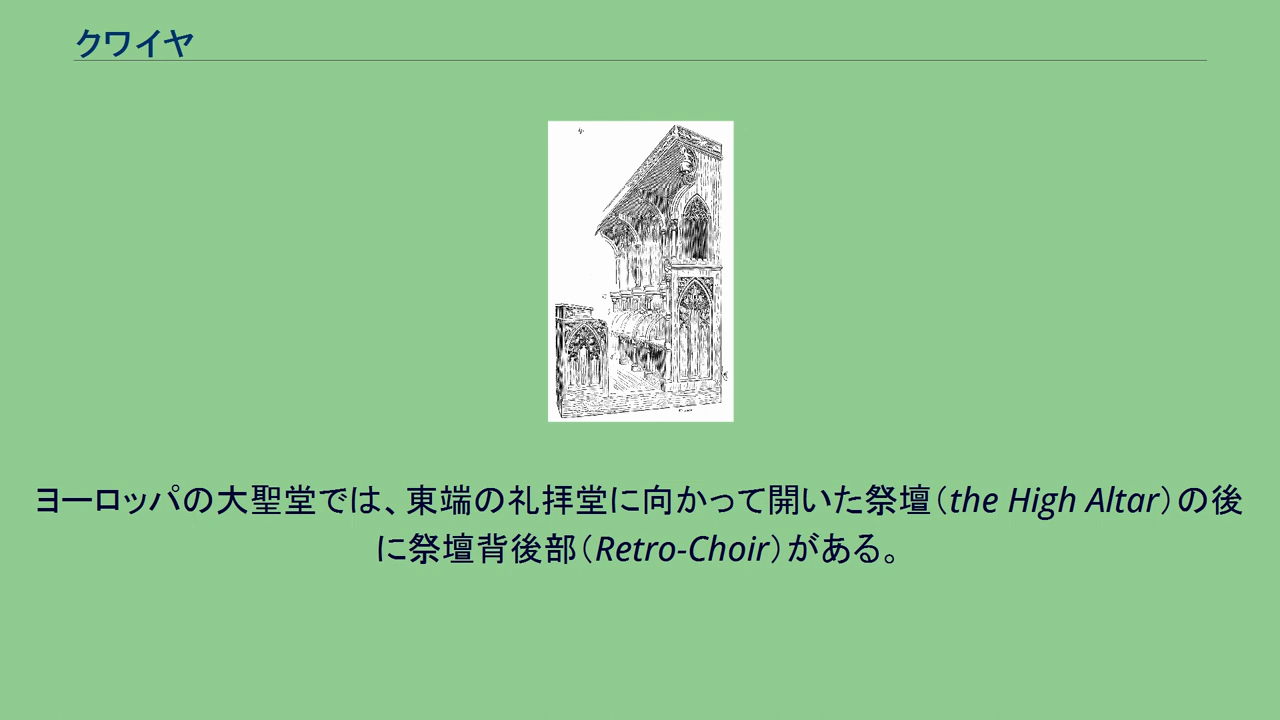 クワイヤ
ヨーロッパの大聖堂では、東端の礼拝堂に向かって開いた祭壇（the High Altar）の後
に祭壇背後部（Retro-Choir）がある。